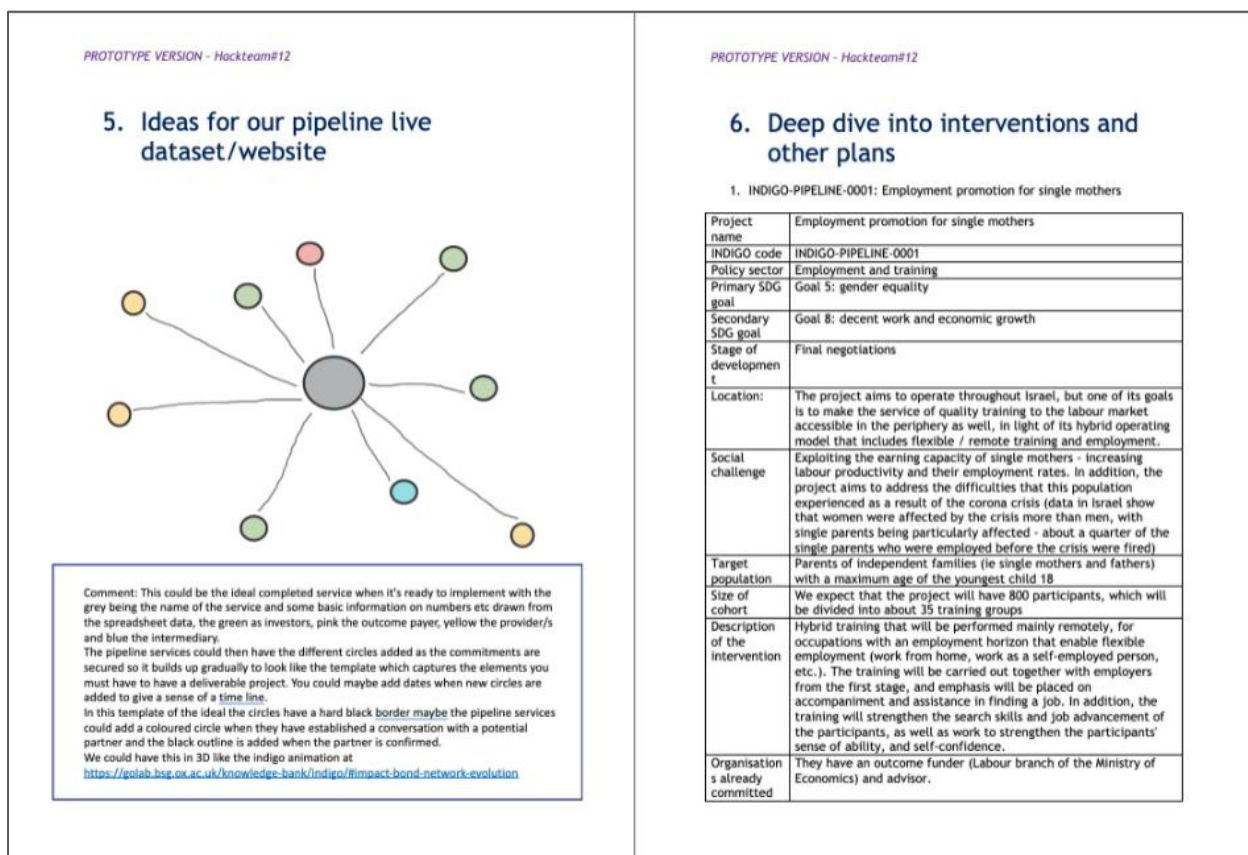 PROTOTYPE VERSION - Hackteam#12
5. Ideas for our pipeline live
dataset/website
Comment: This could be the ideal completed service when it's ready to implement with the
grey being the name of the service and some basic information on numbers etc drawn from
the spreadsheet data, the green as investors, pink the outcome payer, yellow the provider/s
and blue the intermediary.
The pipeline services could then have the different circles added as the commitments are
secured so it builds up gradually to look like the template which captures the elements you
must have to have a deliverable project. You could maybe add dates when new circles are
added to give a sense of a time line.
In this template of the ideal the circles have a hard black border maybe the pipeline services
could add a coloured circle when they have established a conversation with a potential
partner and the black outline is added when the partner is confirmed.
We could have this in 3D like the indigo animation at
https://golab.bsg.ox.ac.uk/knowledge-bank/indigo/#impact-bond-network-evolution
PROTOTYPE VERSION - Hackteam#12
6. Deep dive into interventions and
other plans
1. INDIGO-PIPELINE-0001: Employment promotion for single mothers
Project
name
Employment promotion for single mothers
INDIGO code
INDIGO-PIPELINE-0001
Policy sector
Employment and training
Primary SDG
goal
Goal 5: gender equality
Secondary
SDG goal
Goal 8: decent work and economic growth
Stage of
developmen
t
Final negotiations
Location:
The project aims to operate throughout Israel, but one of its goals
is to make the service of quality training to the labour market
accessible in the periphery as well, in light of its hybrid operating
model that includes flexible / remote training and employment.
Social
challenge
Exploiting the earning capacity of single mothers - increasing
labour productivity and their employment rates. In addition, the
project aims to address the difficulties that this population
experienced as a result of the corona crisis (data in Israel show
that women were affected by the crisis more than men, with
single parents being particularly affected - about a quarter of the
single parents who were employed before the crisis were fired)
Target
population
Parents of independent families (ie single mothers and fathers)
with a maximum age of the youngest child 18
Size of
cohort
We expect that the project will have 800 participants, which will
be divided into about 35 training groups
Description
of the
intervention
Hybrid training that will be performed mainly remotely, for
occupations with an employment horizon that enable flexible
employment (work from home, work as a self-employed person,
etc.). The training will be carried out together with employers
from the first stage, and emphasis will be placed on
accompaniment and assistance in finding a job. In addition, the
training will strengthen the search skills and job advancement of
the participants, as well as work to strengthen the participants'
sense of ability, and self-confidence.
Organisation
s already
committed
They have an outcome funder (Labour branch of the Ministry of
Economics) and advisor.